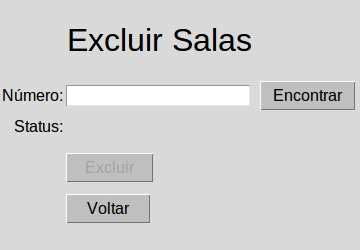 Excluir Salas
Número: Encontrar
Status:
Excluir
Voltar